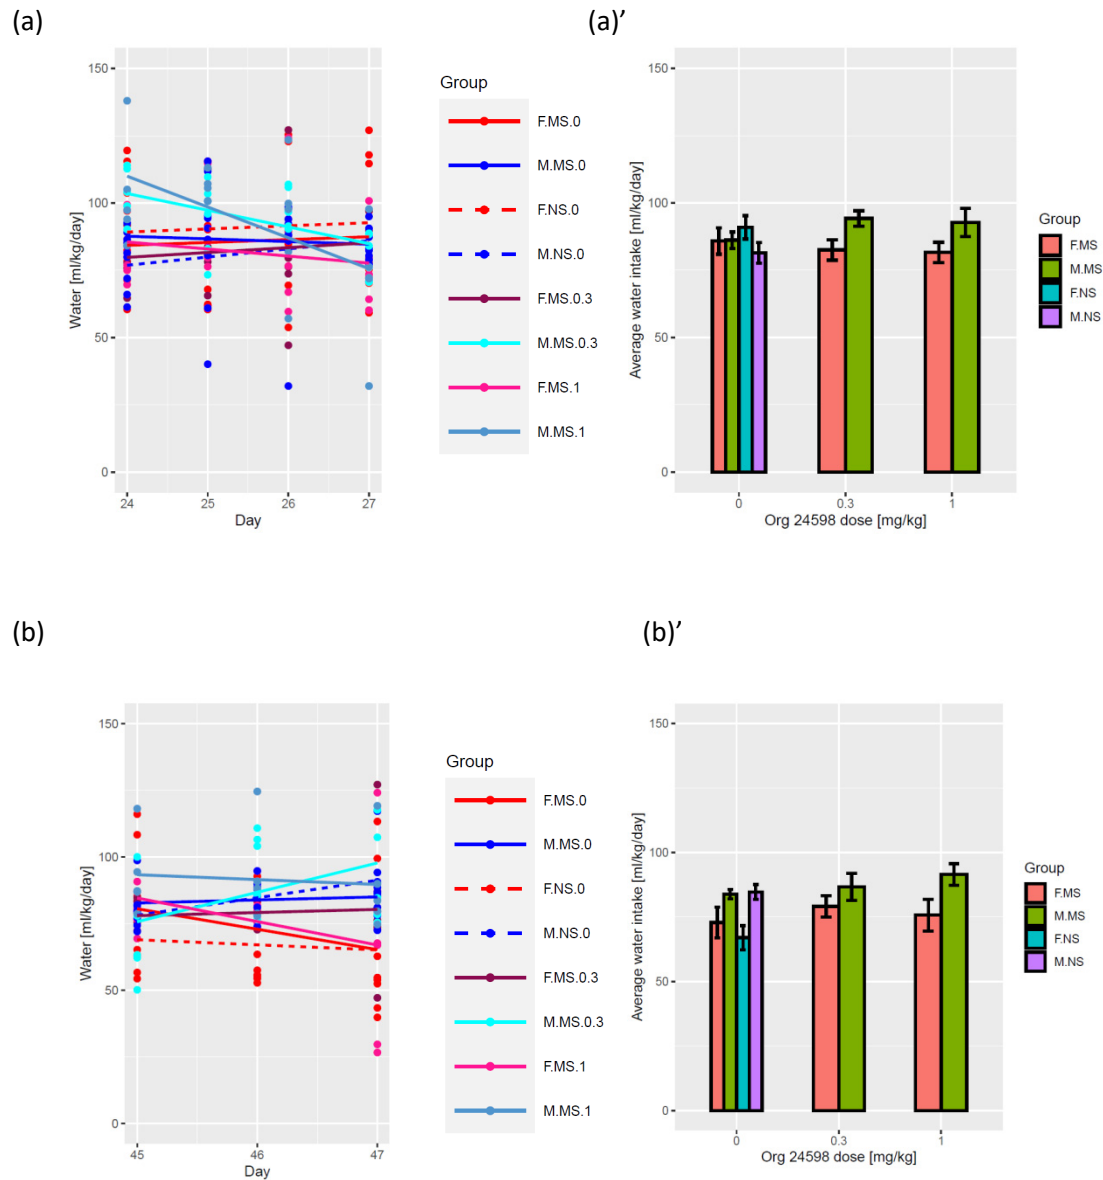 (a)
(a)’
150
100
50
0
Water [ml/kg/day]
24 25 26 27
Day
Group
F.MS.0
M.MS.0
F.NS.0
M.NS.0
F.MS.0.3
M.MS.0.3
F.MS.1
M.MS.1
150
100
50
0
Average water intake [ml/kg/day]
0 0.3 1
Org 24598 dose [mg/kg]
Group
F.MS
M.MS
F.NS
M.NS
(b)
(b)’
150
100
50
0
Water [ml/kg/day]
45 46 47
Day
Group
F.MS.0
M.MS.0
F.NS.0
M.NS.0
F.MS.0.3
M.MS.0.3
F.MS.1
M.MS.1
150
100
50
0
Average water intake [ml/kg/day]
0 0.3 1
Org 24598 dose [mg/kg]
Group
F.MS
M.MS
F.NS
M.NS